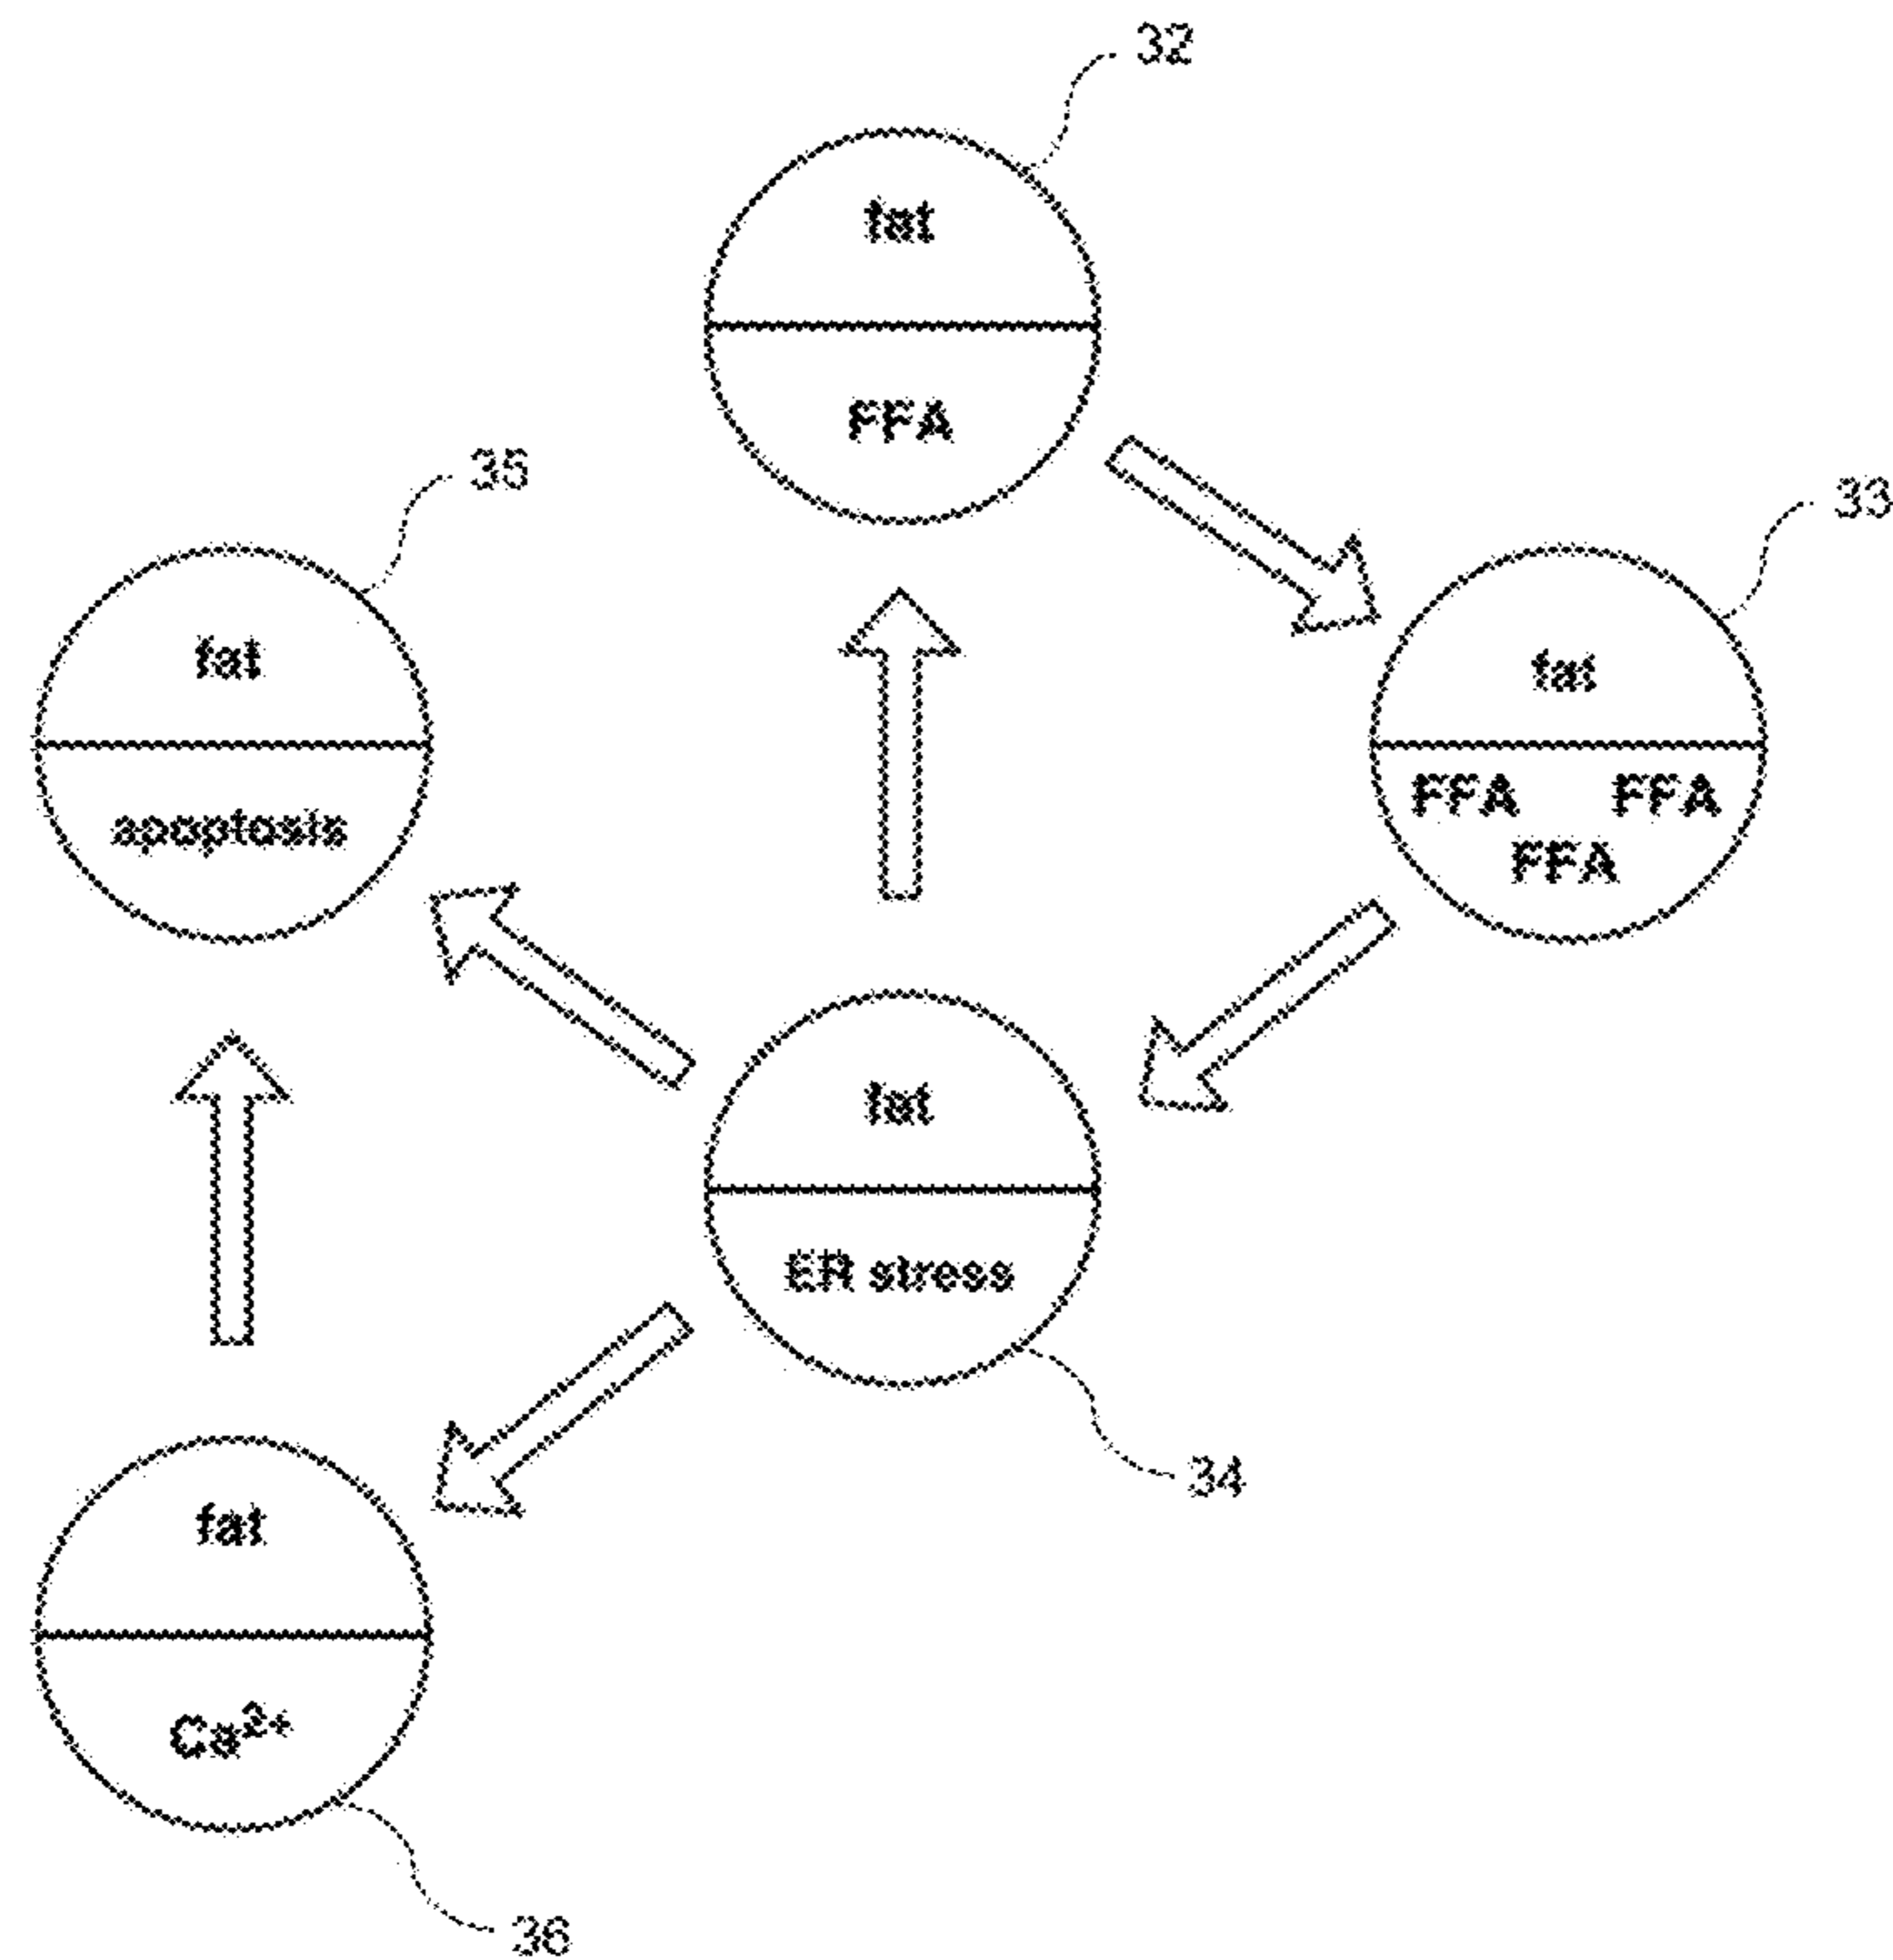 32
fat
FFA
35
33
fat
fat
FFA FFA
apoptosis
FFA
fat
ER stress
34
fat
Ca²⁺
36